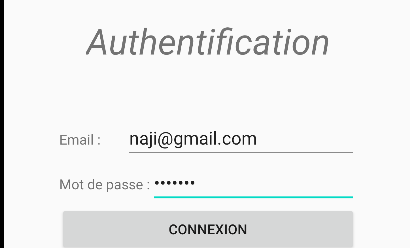 Authentification
Email : naji@gmail.com
Mot de passe : •••••••
CONNEXION